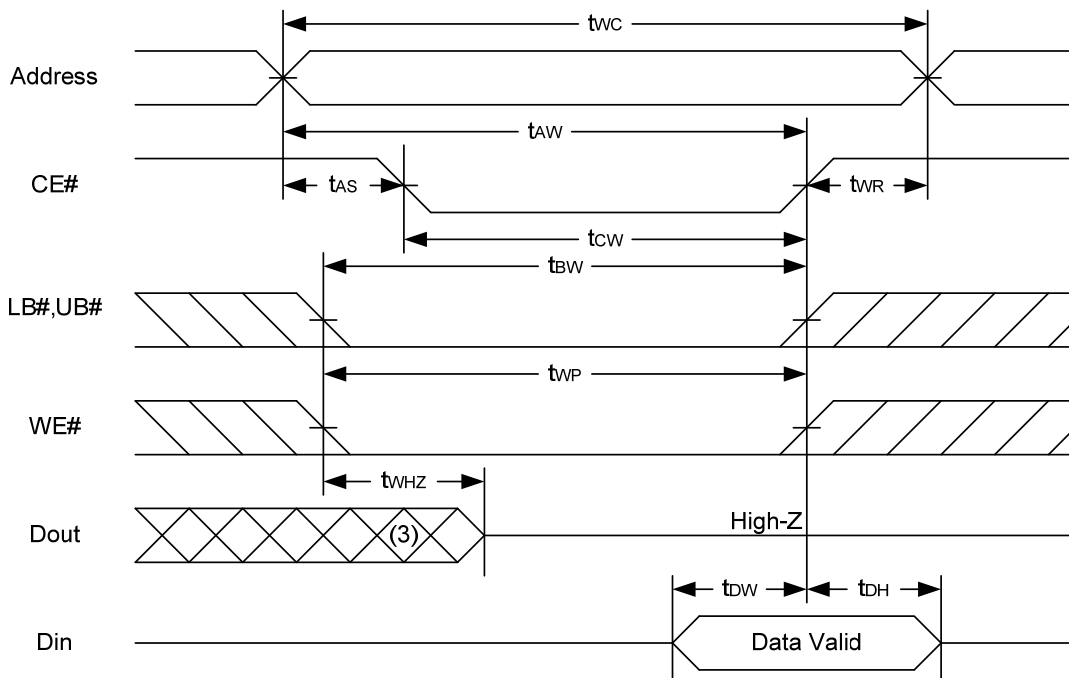 tWC
Address
tAW
CE#
tAS
tWR
tCW
tBW
LB#,UB#
tWP
WE#
tWHZ
Dout
(3)
High-Z
tDW
tDH
Din
Data Valid